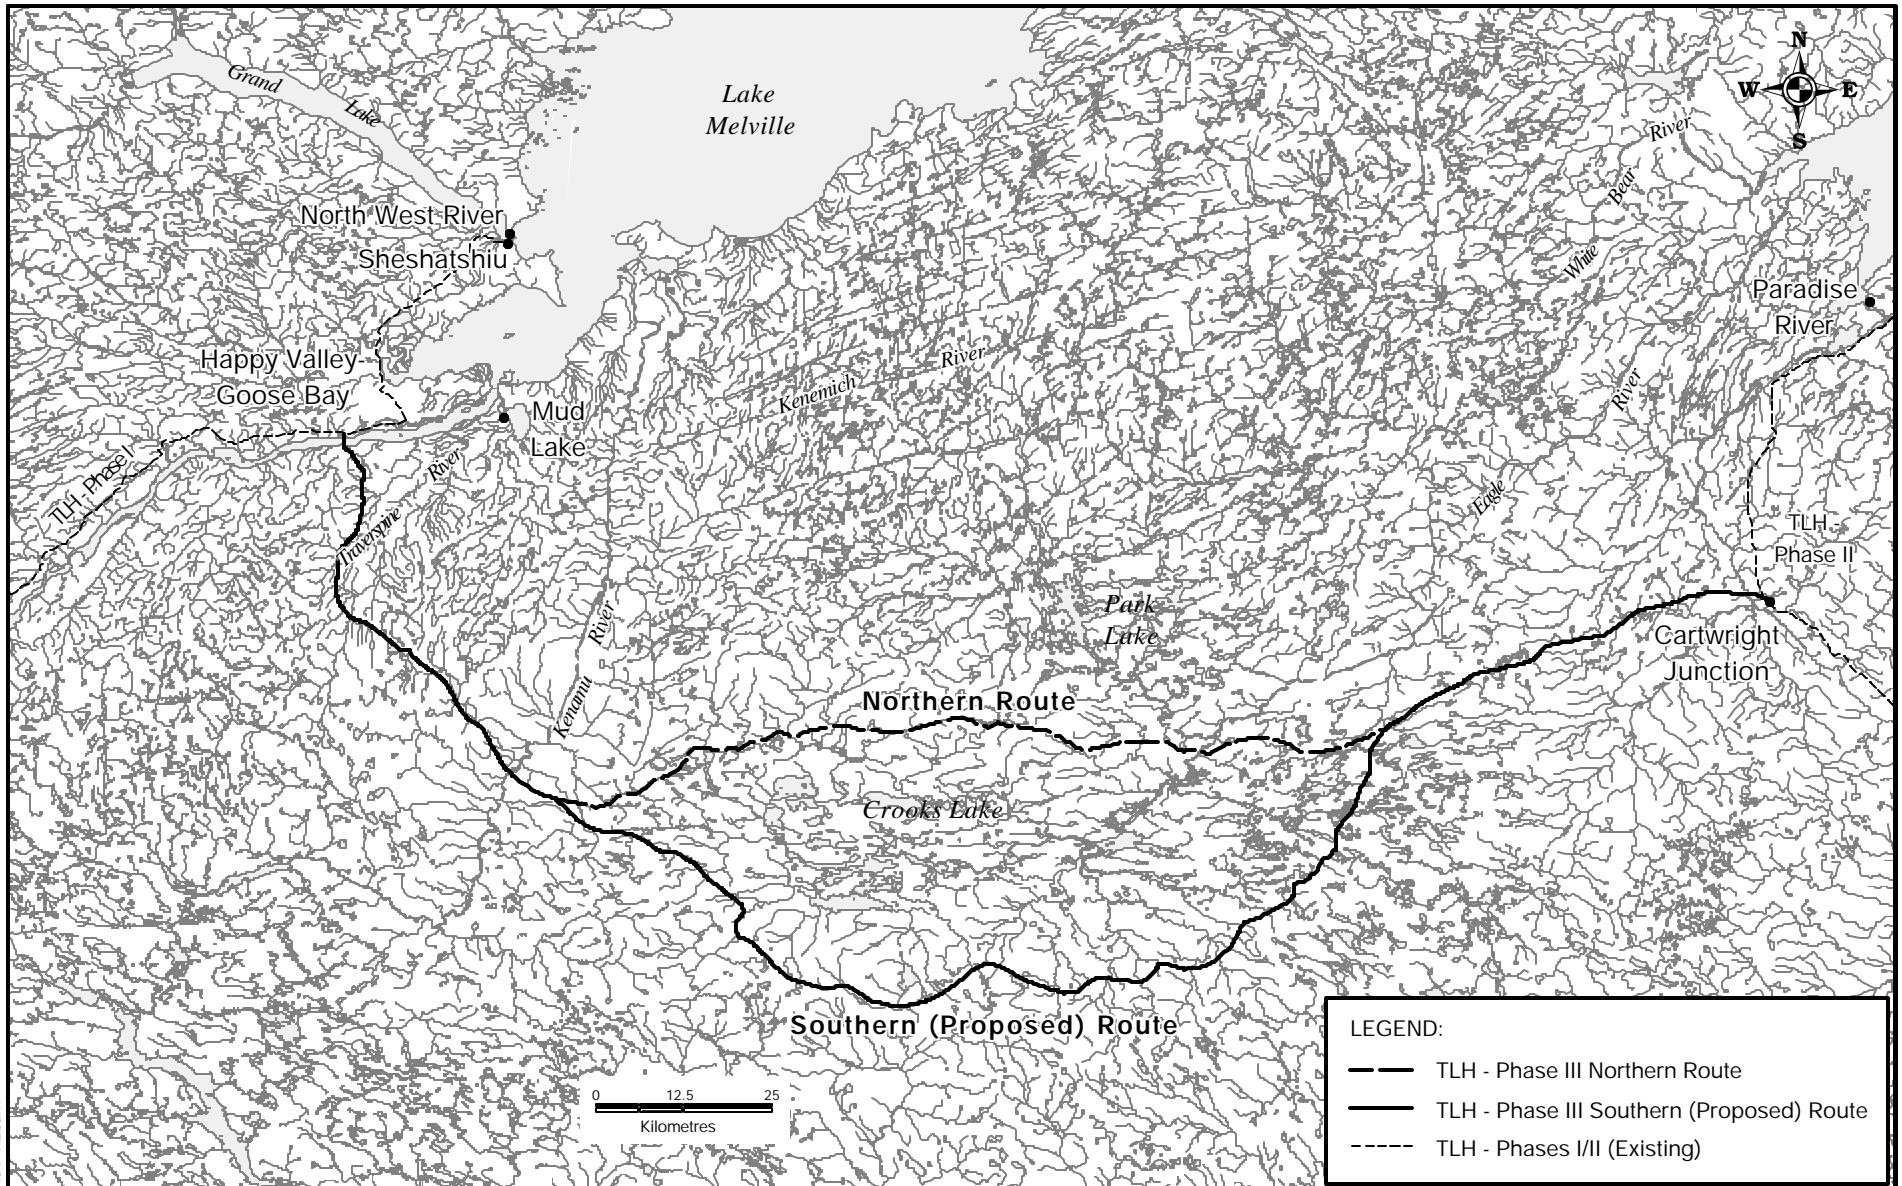 N
W
E
S
Grand
Lake
Lake
Melville
River
Bear
White
North West River
Sheshatshiu
Paradise
River
Happy Valley-
Goose Bay
Kenemich
River
River
Mud
Lake
TLH - Phase I
River
Traverspine
Eagle
TLH -
Phase II
Park
Lake
River
Kenamu
Cartwright
Junction
Northern Route
Crooks Lake
Southern (Proposed) Route
0 12.5 25
Kilometres
LEGEND:
TLH - Phase III Northern Route
TLH - Phase III Southern (Proposed) Route
TLH - Phases I/II (Existing)